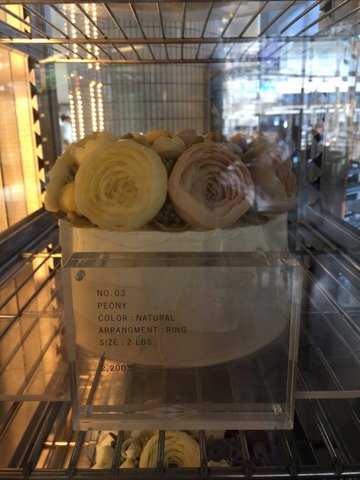 NO. 03
PEONY
COLOR : NATURAL
ARRANGMENT : RING
SIZE : 2 LBS.
2,200 B.